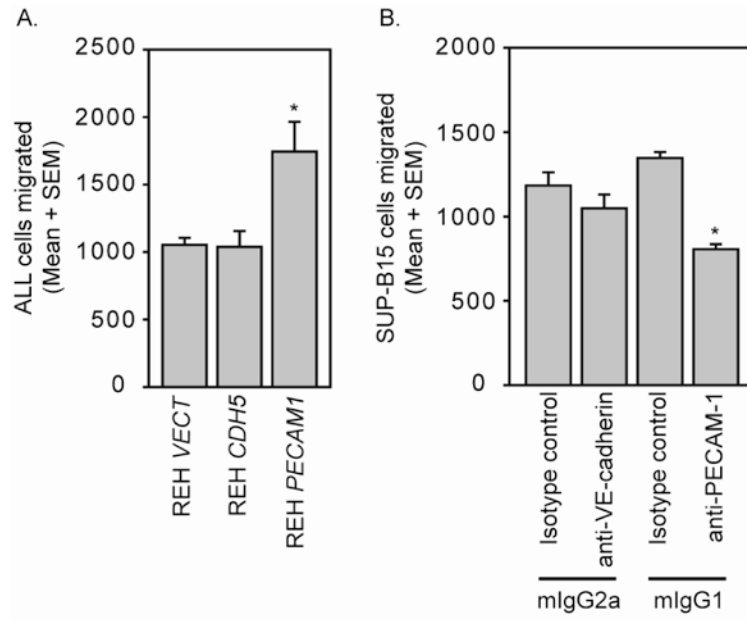 A.
ALL cells migrated
(Mean + SEM)
2500
2000
1500
1000
500
0
*
REH VECT
REH CDH5
REH PECAM1
B.
SUP-B15 cells migrated
(Mean + SEM)
2000
1500
1000
500
0
*
Isotype control
anti-VE-cadherin
Isotype control
anti-PECAM-1
mIgG2a
mIgG1